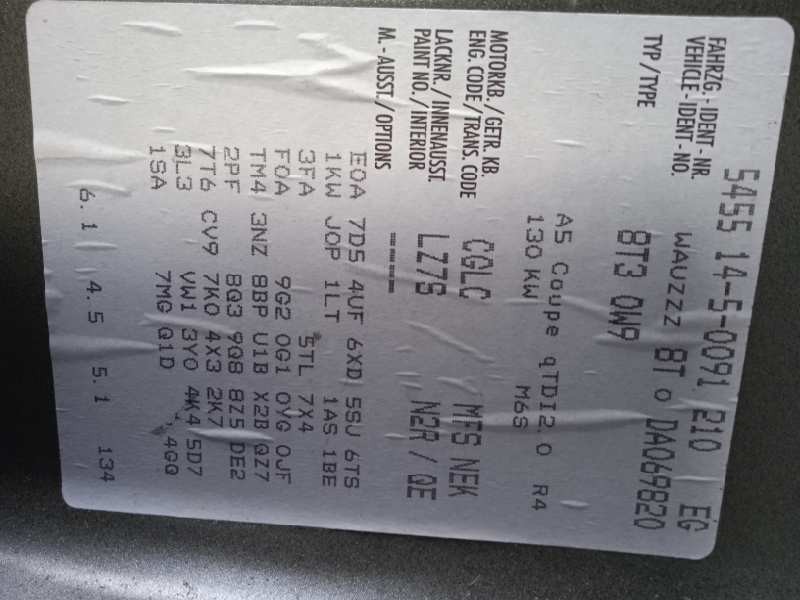 5455 14-5-0091 210 EG
FAHRZG.-IDENT-NR.
VEHICLE-IDENT-NO.
WAUZZZ 8T0 DA069820
TYP/TYPE
8T3 0W9
A5 Coupe qTDI2.0 R4
130 KW M6S
MOTORKB./GETR. KB.
ENG. CODE/TRANS. CODE
CGLC MFS NEK
LACKNR./INNENAUSST.
PAINT NO./INTERIOR
LZ7S N2R / QE
M.-AUSST./OPTIONS
----
E0A 7D5 4UF 6XD 5SU 6TS
1KW J0P 1LT 1AS 1BE
3FA 5TL 7X4
F0A 9G2 0G1 0VG 0JF
TM4 3NZ 8BP U1B X2B QZ7
2PF 8Q3 9Q8 8Z5 DE2
7T6 CV9 7K0 4X3 2K7
3L3 VW1 3Y0 4K4 5D7
1SA 7MG Q1D 4GQ
6.1 4.5 5.1 134